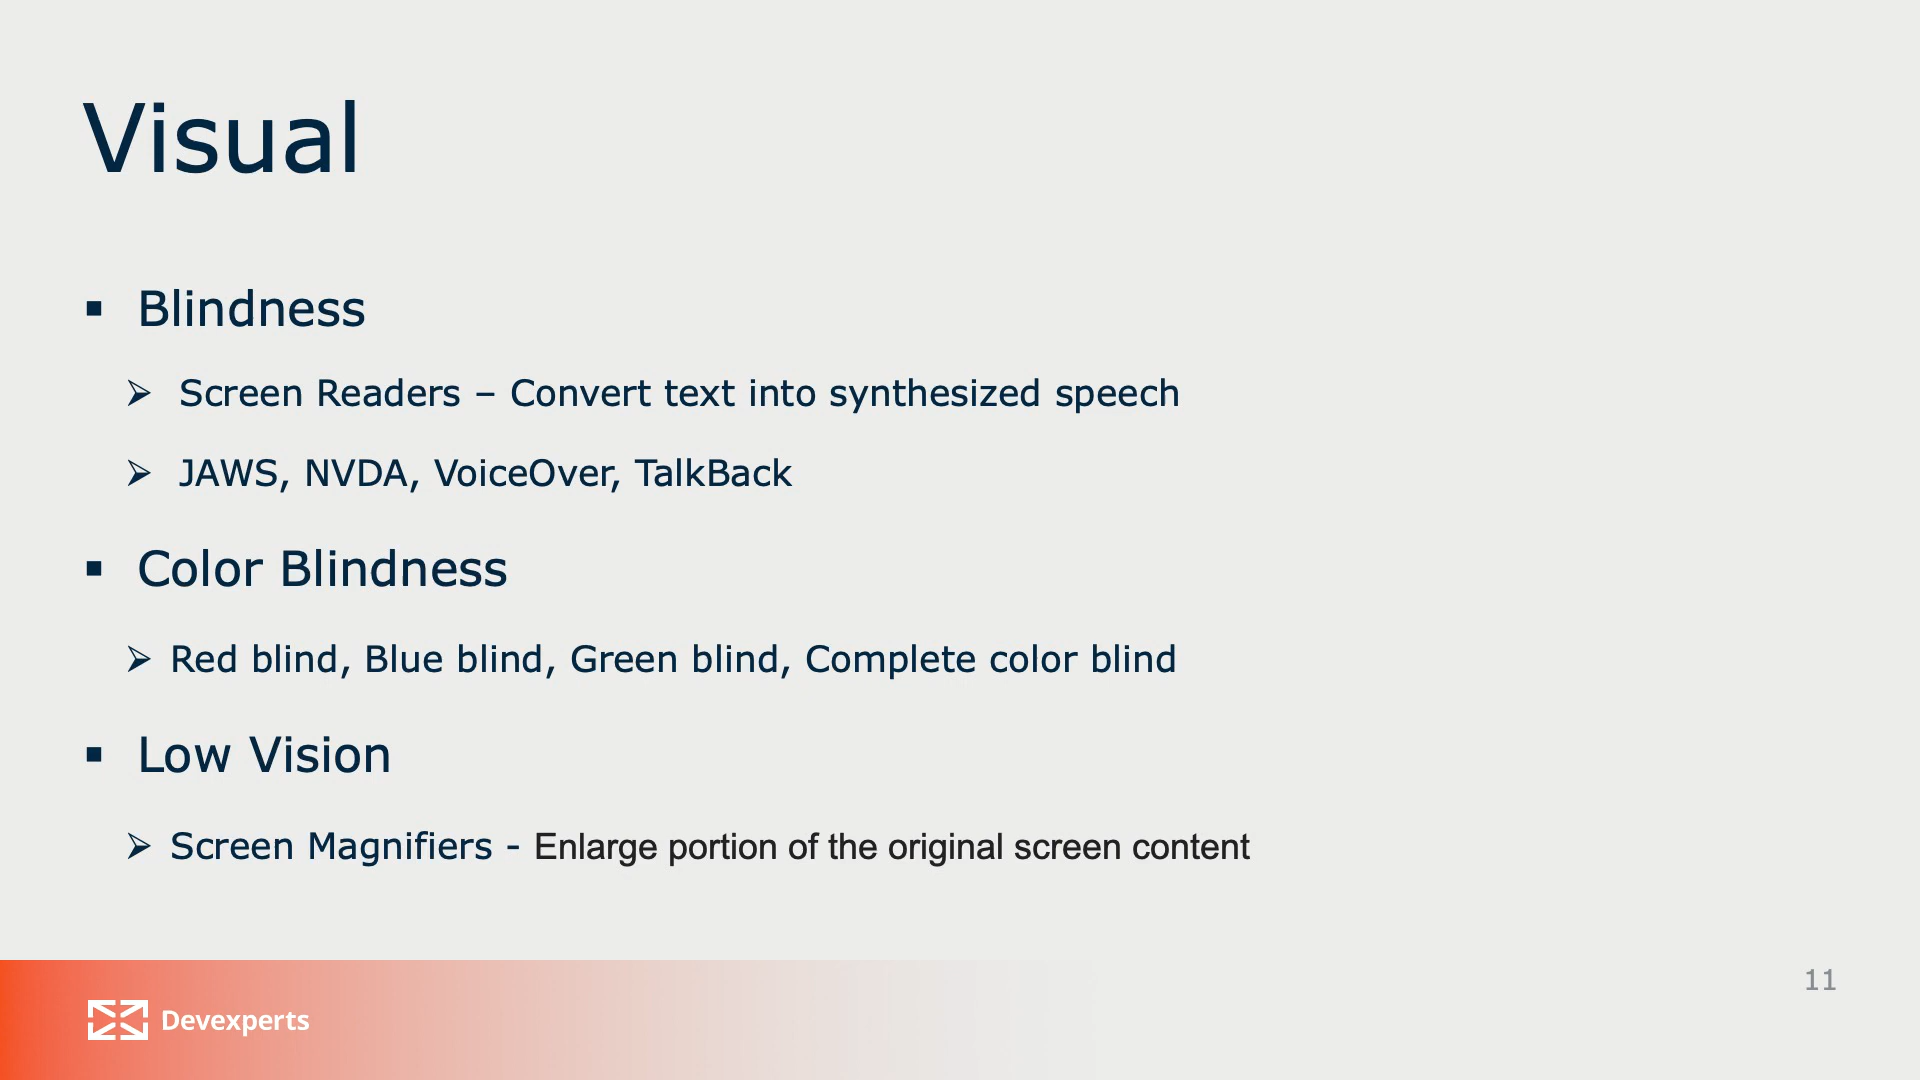 Visual
▪ Blindness
➢ Screen Readers – Convert text into synthesized speech
➢ JAWS, NVDA, VoiceOver, TalkBack
▪ Color Blindness
➢ Red blind, Blue blind, Green blind, Complete color blind
▪ Low Vision
➢ Screen Magnifiers - Enlarge portion of the original screen content
11
Devexperts